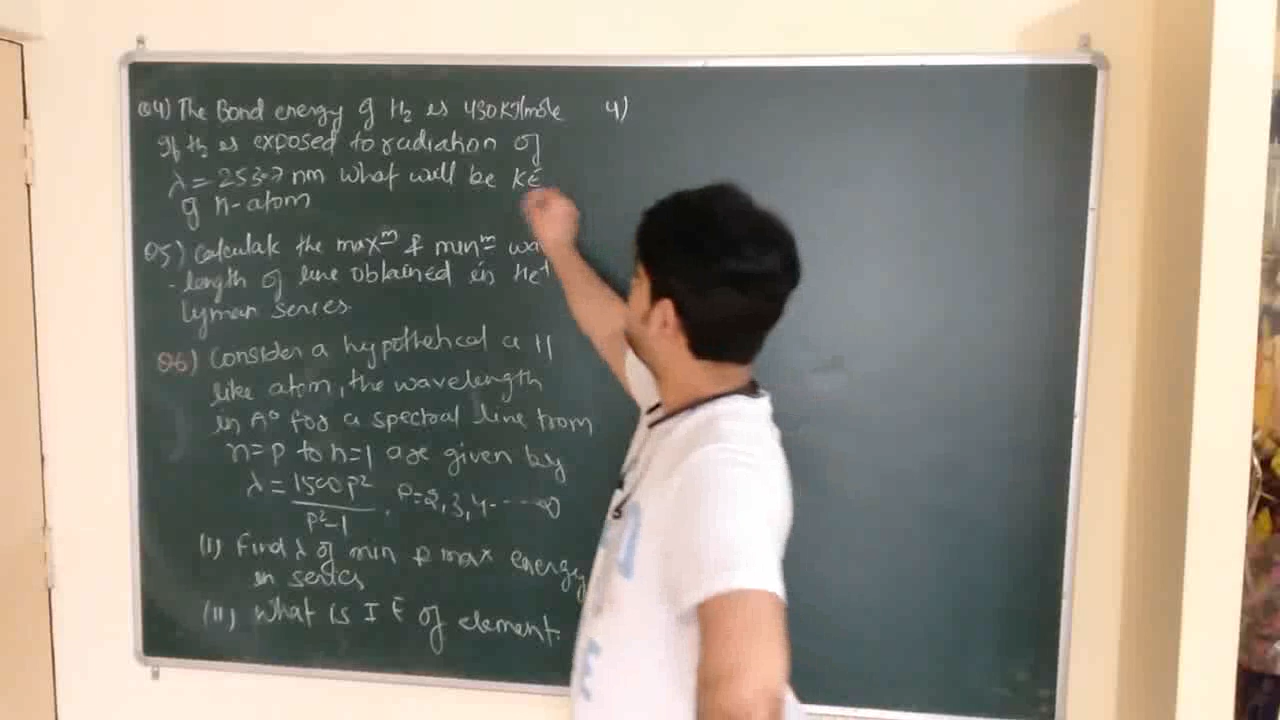 Q4) The Bond energy of H₂ is 430 KJ/mole
If H₂ is exposed to radiation of
λ = 253.7 nm what will be KE
of H-atom
Q5) Calculate the maxᵐ & minᵐ wav
-length of line obtained in He⁺
Lyman series.
Q6) Consider a hypothetical a H
like atom, the wavelength
in A° for a spectral line from
n=P to n=1 are given by
λ = 1500 P² / P²-1 , P=2,3,4-----∞
(I) Find λ of min & max energy
in series
(II) What is I E of element.
4)